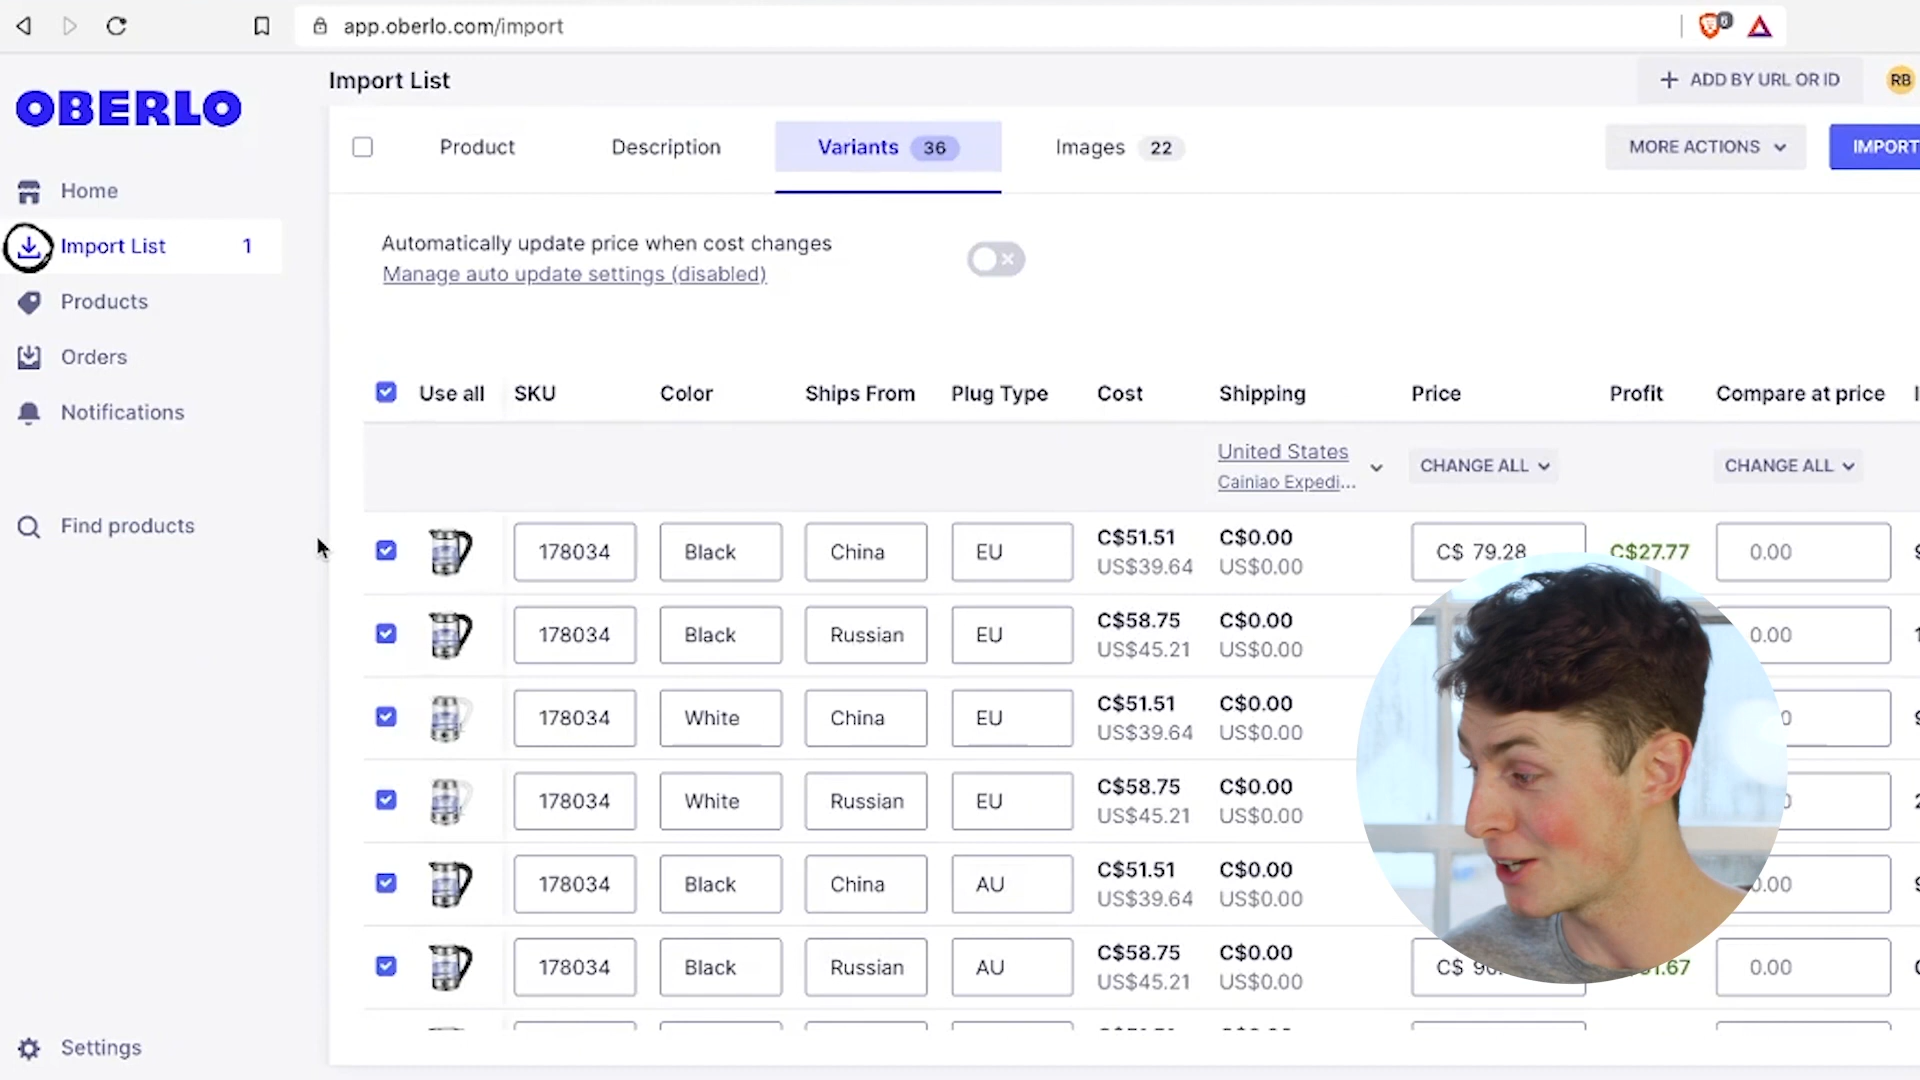 app.oberlo.com/import
6
OBERLO
Import List
ADD BY URL OR ID
RB
Product
Description
Variants 36
Images 22
MORE ACTIONS
IMPORT
Home
Import List 1
Products
Orders
Notifications
Find products
Settings
Automatically update price when cost changes
Manage auto update settings (disabled)
Use all SKU Color Ships From Plug Type Cost Shipping Price Profit Compare at price
United States
Cainiao Expedi...
CHANGE ALL
CHANGE ALL
178034 Black China EU C$51.51 C$0.00 C$ 79.28 C$27.77 0.00
US$39.64 US$0.00
178034 Black Russian EU C$58.75 C$0.00 0.00
US$45.21 US$0.00
178034 White China EU C$51.51 C$0.00
US$39.64 US$0.00
178034 White Russian EU C$58.75 C$0.00
US$45.21 US$0.00
178034 Black China AU C$51.51 C$0.00 0.00
US$39.64 US$0.00
178034 Black Russian AU C$58.75 C$0.00 C$ 0.00
US$45.21 US$0.00